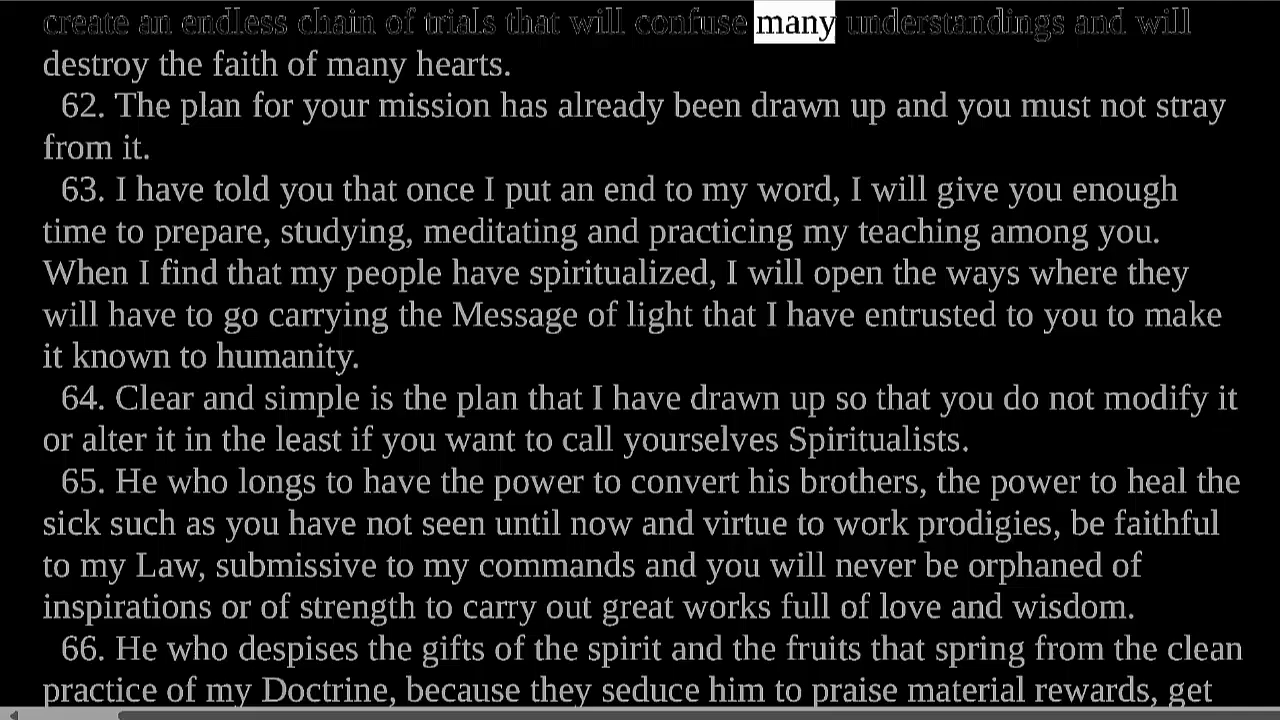 create an endless chain of trials that will confuse many understandings and will
destroy the faith of many hearts.
62. The plan for your mission has already been drawn up and you must not stray
from it.
63. I have told you that once I put an end to my word, I will give you enough
time to prepare, studying, meditating and practicing my teaching among you.
When I find that my people have spiritualized, I will open the ways where they
will have to go carrying the Message of light that I have entrusted to you to make
it known to humanity.
64. Clear and simple is the plan that I have drawn up so that you do not modify it
or alter it in the least if you want to call yourselves Spiritualists.
65. He who longs to have the power to convert his brothers, the power to heal the
sick such as you have not seen until now and virtue to work prodigies, be faithful
to my Law, submissive to my commands and you will never be orphaned of
inspirations or of strength to carry out great works full of love and wisdom.
66. He who despises the gifts of the spirit and the fruits that spring from the clean
practice of my Doctrine, because they seduce him to praise material rewards, get